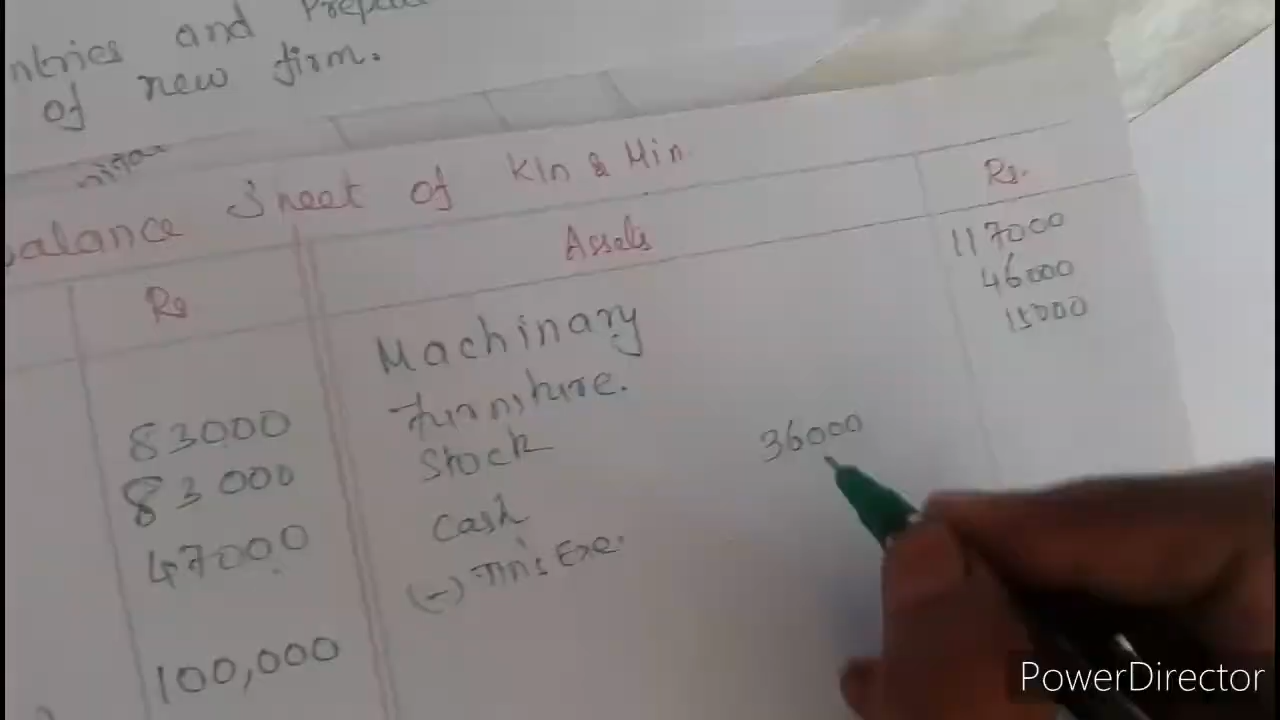 ntries and Prepa
of new firm.
balance Sheet of Kin & Min.
Rs Assets Rs.
Machinary 117000
83000 Furniture. 46000
83000 Stock 15000
47000 Cash 36000
(-) Tin's Exe.
100,000
PowerDirector